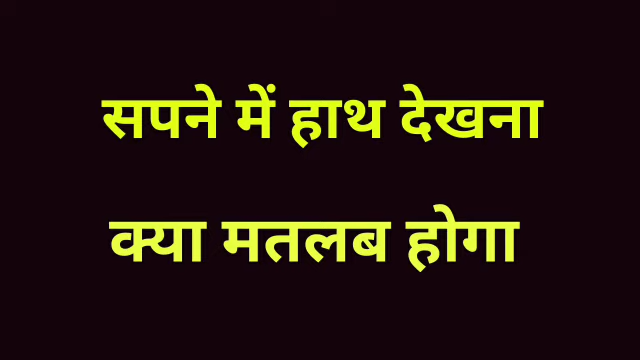 सपने में हाथ देखना
क्या मतलब होगा